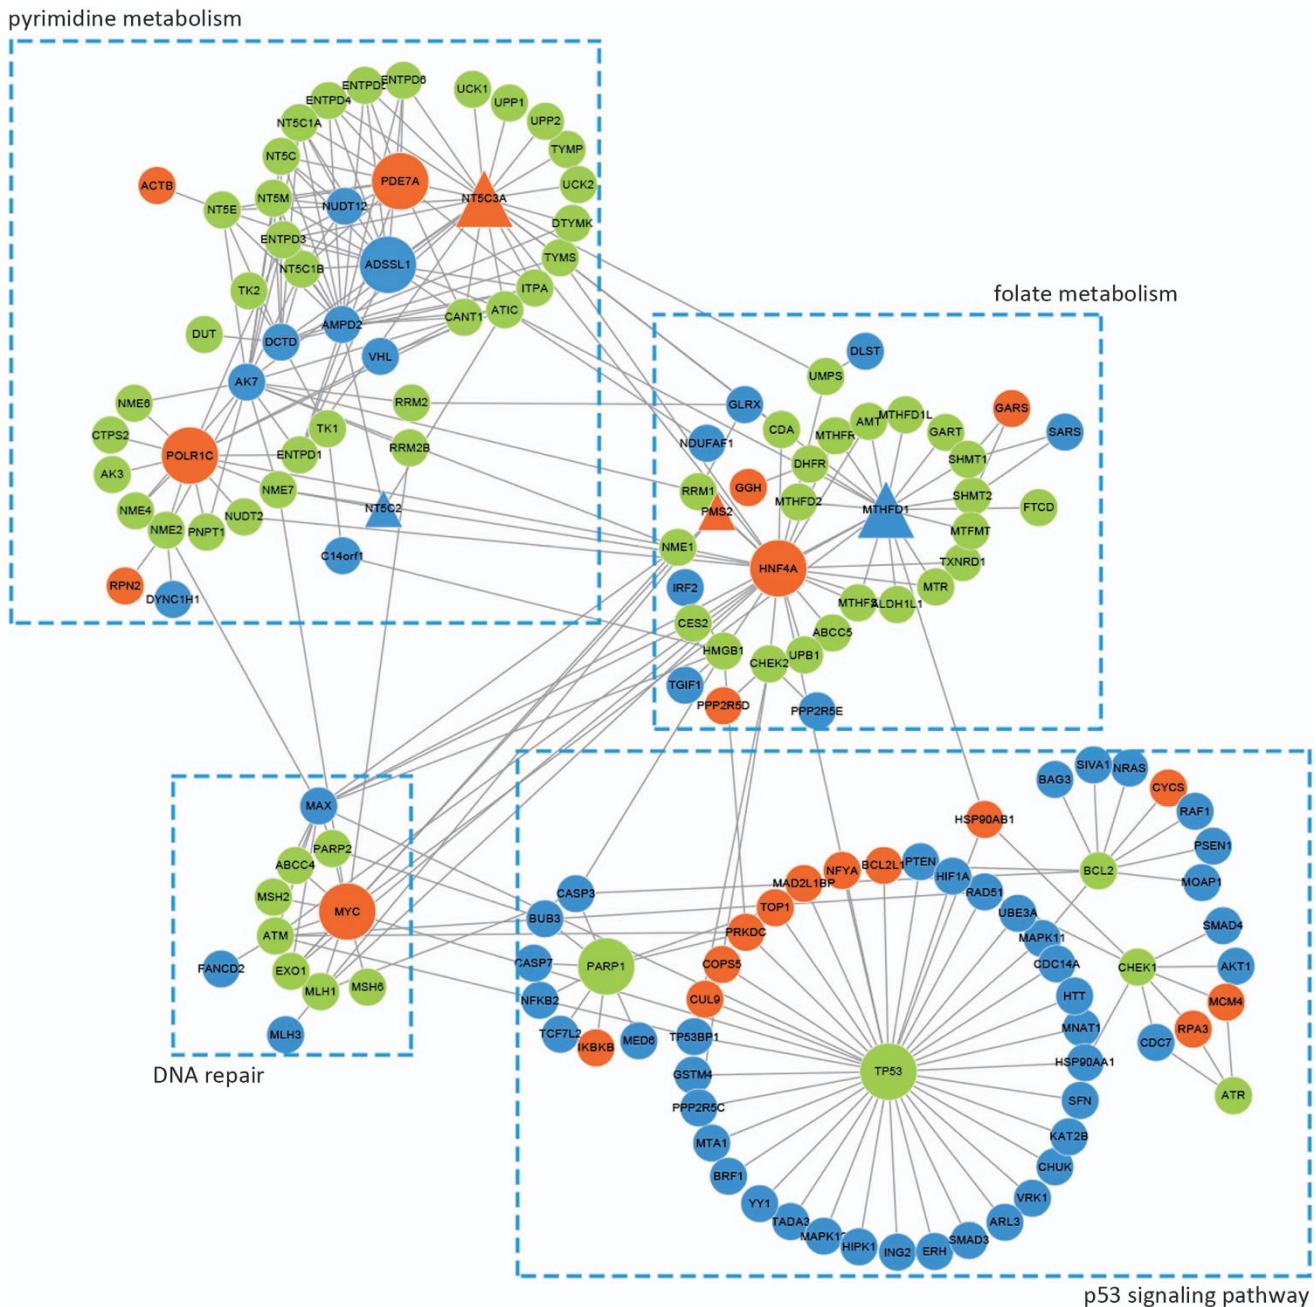 pyrimidine metabolism
ENTPD5
ENTPD6
ENTPD4
UCK1
UPP1
NT5C1A
UPP2
NT5C
TYMP
ACTB
PDE7A
UCK2
NT5M
NT5C3A
NT5E
NUDT12
DTYMK
ENTPD3
TYMS
NT5C1B
ADSSL1
TK2
ITPA
CANT1
ATIC
AMPD2
DUT
DCTD
VHL
AK7
NME6
RRM2
CTPS2
TK1
RRM2B
POLR1C
ENTPD1
AK3
NME7
NME4
NT5C2
NUDT2
NME2
PNPT1
C14orf1
RPN2
DYNC1H1
folate metabolism
DLST
UMPS
GLRX
GARS
MTHFD1L
AMT
CDA
MTHFR
GART
SARS
NDUFAF1
DHFR
SHMT1
GGH
RRM1
SHMT2
MTHFD2
FTCD
PMS2
MTHFD1
MTFMT
NME1
TXNRD1
HNF4A
IRF2
MTR
ALDH1L1
CES2
ABCC5
HMGB1
UPB1
CHEK2
TGIF1
PPP2R5D
PPP2R5E
MAX
PARP2
ABCC4
MSH2
MYC
ATM
FANCD2
EXO1
MLH1
MSH6
MLH3
DNA repair
SIVA1
NRAS
BAG3
CYCS
RAF1
HSP90AB1
PSEN1
BCL2
MOAP1
PTEN
BCL2L1
NFYA
HIF1A
MAD2L1BP
CASP3
RAD51
TOP1
UBE3A
BUB3
SMAD4
PRKDC
MAPK11
CASP7
PARP1
COPS5
CDC14A
CHEK1
AKT1
NFKB2
CUL9
HTT
MCM4
TCF7L2
IKBKB
MED6
TP53BP1
MNAT1
RPA3
CDC7
HSP90AA1
GSTM4
TP53
ATR
PPP2R5C
SFN
MTA1
KAT2B
BRF1
CHUK
YY1
VRK1
TADA3
ARL3
HIPK1
ING2
ERH
SMAD3
p53 signaling pathway